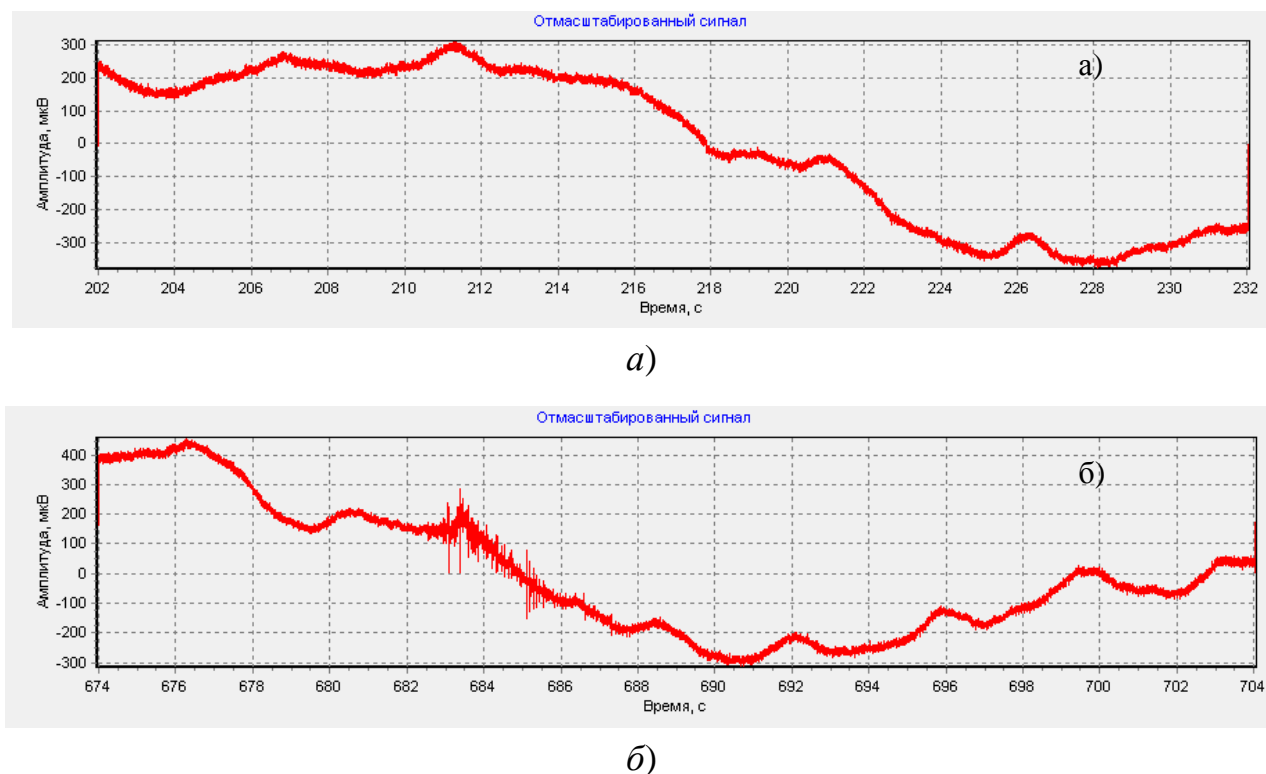 Отмасштабированный сигнал
300
200
100
0
-100
-200
-300
Амплитуда, мкВ
а)
202 204 206 208 210 212 214 216 218 220 222 224 226 228 230 232
Время, с
а)
Отмасштабированный сигнал
400
300
200
100
0
-100
-200
-300
Амплитуда, мкВ
б)
674 676 678 680 682 684 686 688 690 692 694 696 698 700 702 704
Время, с
б)